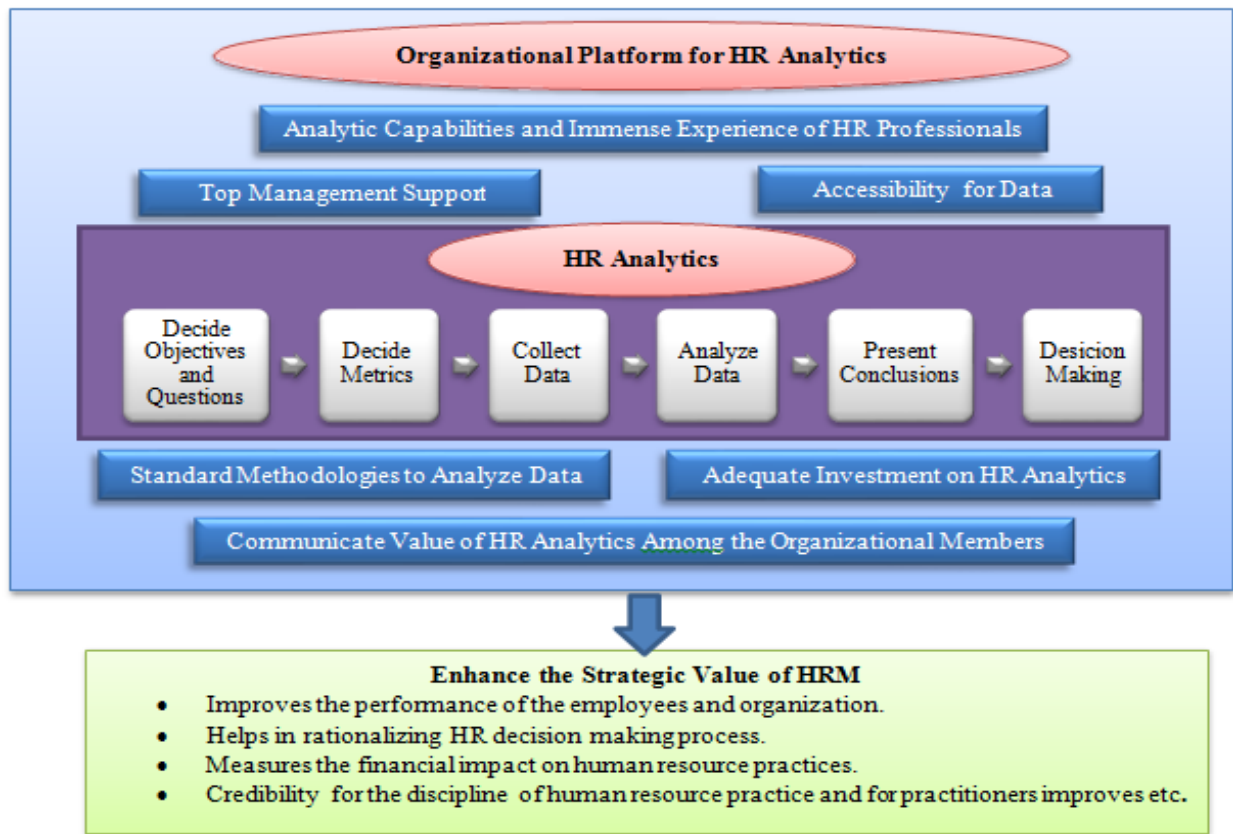 Organizational Platform for HR Analytics
Analytic Capabilities and Immense Experience of HR Professionals
Top Management Support
Accessibility for Data
HR Analytics
Decide
Objectives
and
Questions
Decide
Metrics
Collect
Data
Analyze
Data
Present
Conclusions
Desicion
Making
Standard Methodologies to Analyze Data
Adequate Investment on HR Analytics
Communicate Value of HR Analytics Among the Organizational Members
Enhance the Strategic Value of HRM
• Improves the performance of the employees and organization.
• Helps in rationalizing HR decision making process.
• Measures the financial impact on human resource practices.
• Credibility for the discipline of human resource practice and for practitioners improves etc.